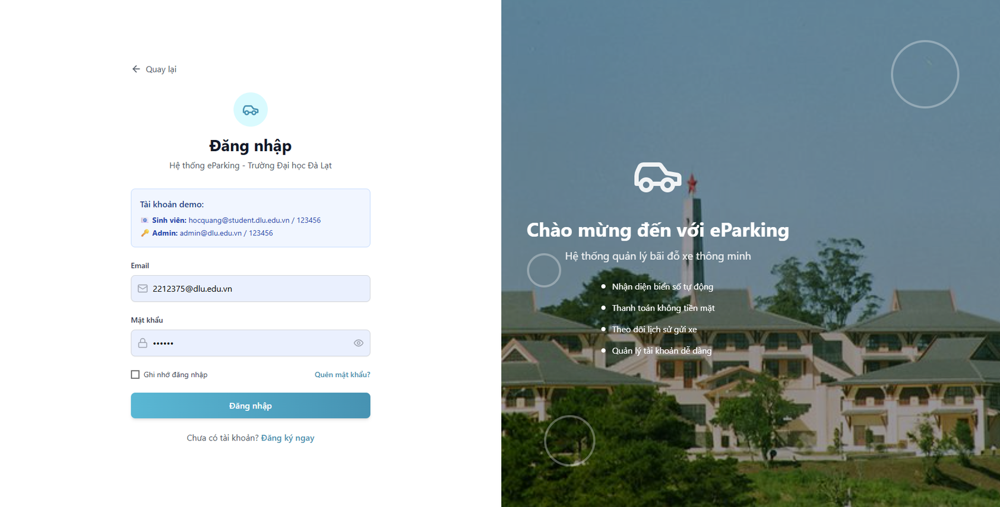 Quay lại
Đăng nhập
Hệ thống eParking - Trường Đại học Đà Lạt
Tài khoản demo:
Sinh viên: hocquang@student.dlu.edu.vn / 123456
Admin: admin@dlu.edu.vn / 123456
Email
2212375@dlu.edu.vn
Mật khẩu
••••••
Ghi nhớ đăng nhập
Quên mật khẩu?
Đăng nhập
Chưa có tài khoản? Đăng ký ngay
Chào mừng đến với eParking
Hệ thống quản lý bãi đỗ xe thông minh
Nhận diện biển số tự động
Thanh toán không tiền mặt
Theo dõi lịch sử gửi xe
Quản lý tài khoản dễ dàng